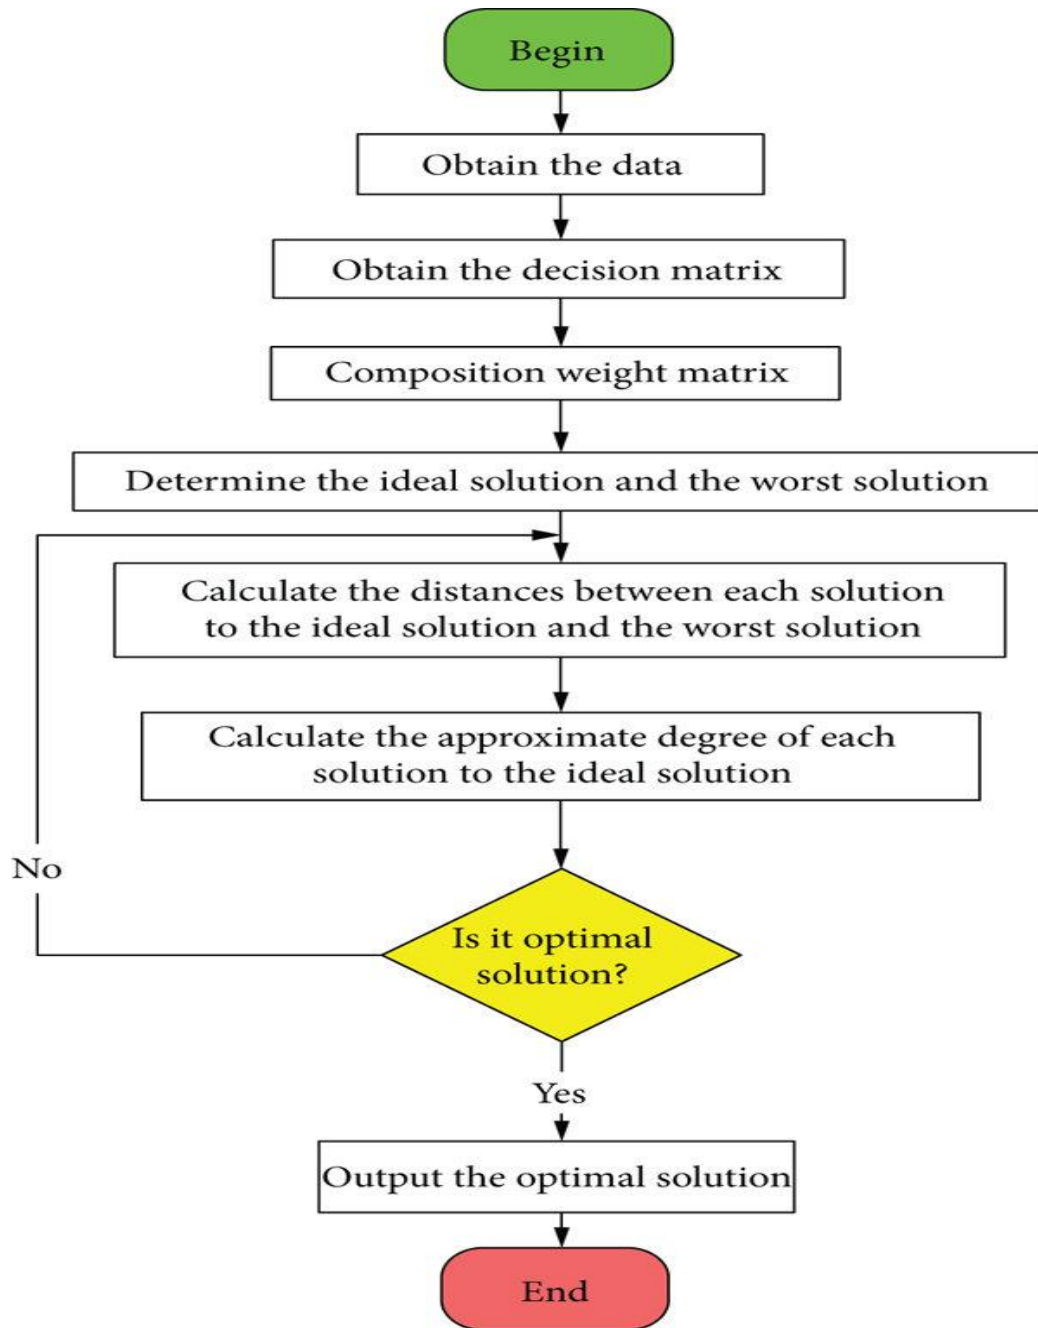 Begin
Obtain the data
Obtain the decision matrix
Composition weight matrix
Determine the ideal solution and the worst solution
Calculate the distances between each solution
to the ideal solution and the worst solution
Calculate the approximate degree of each
solution to the ideal solution
No
Is it optimal
solution?
Yes
Output the optimal solution
End